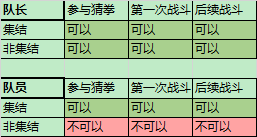 队长 参与猜拳 第一次战斗 后续战斗
集结 可以 可以 可以
非集结 可以 可以 可以
队员 参与猜拳 第一次战斗 后续战斗
集结 可以 可以 可以
非集结 不可以 不可以 不可以